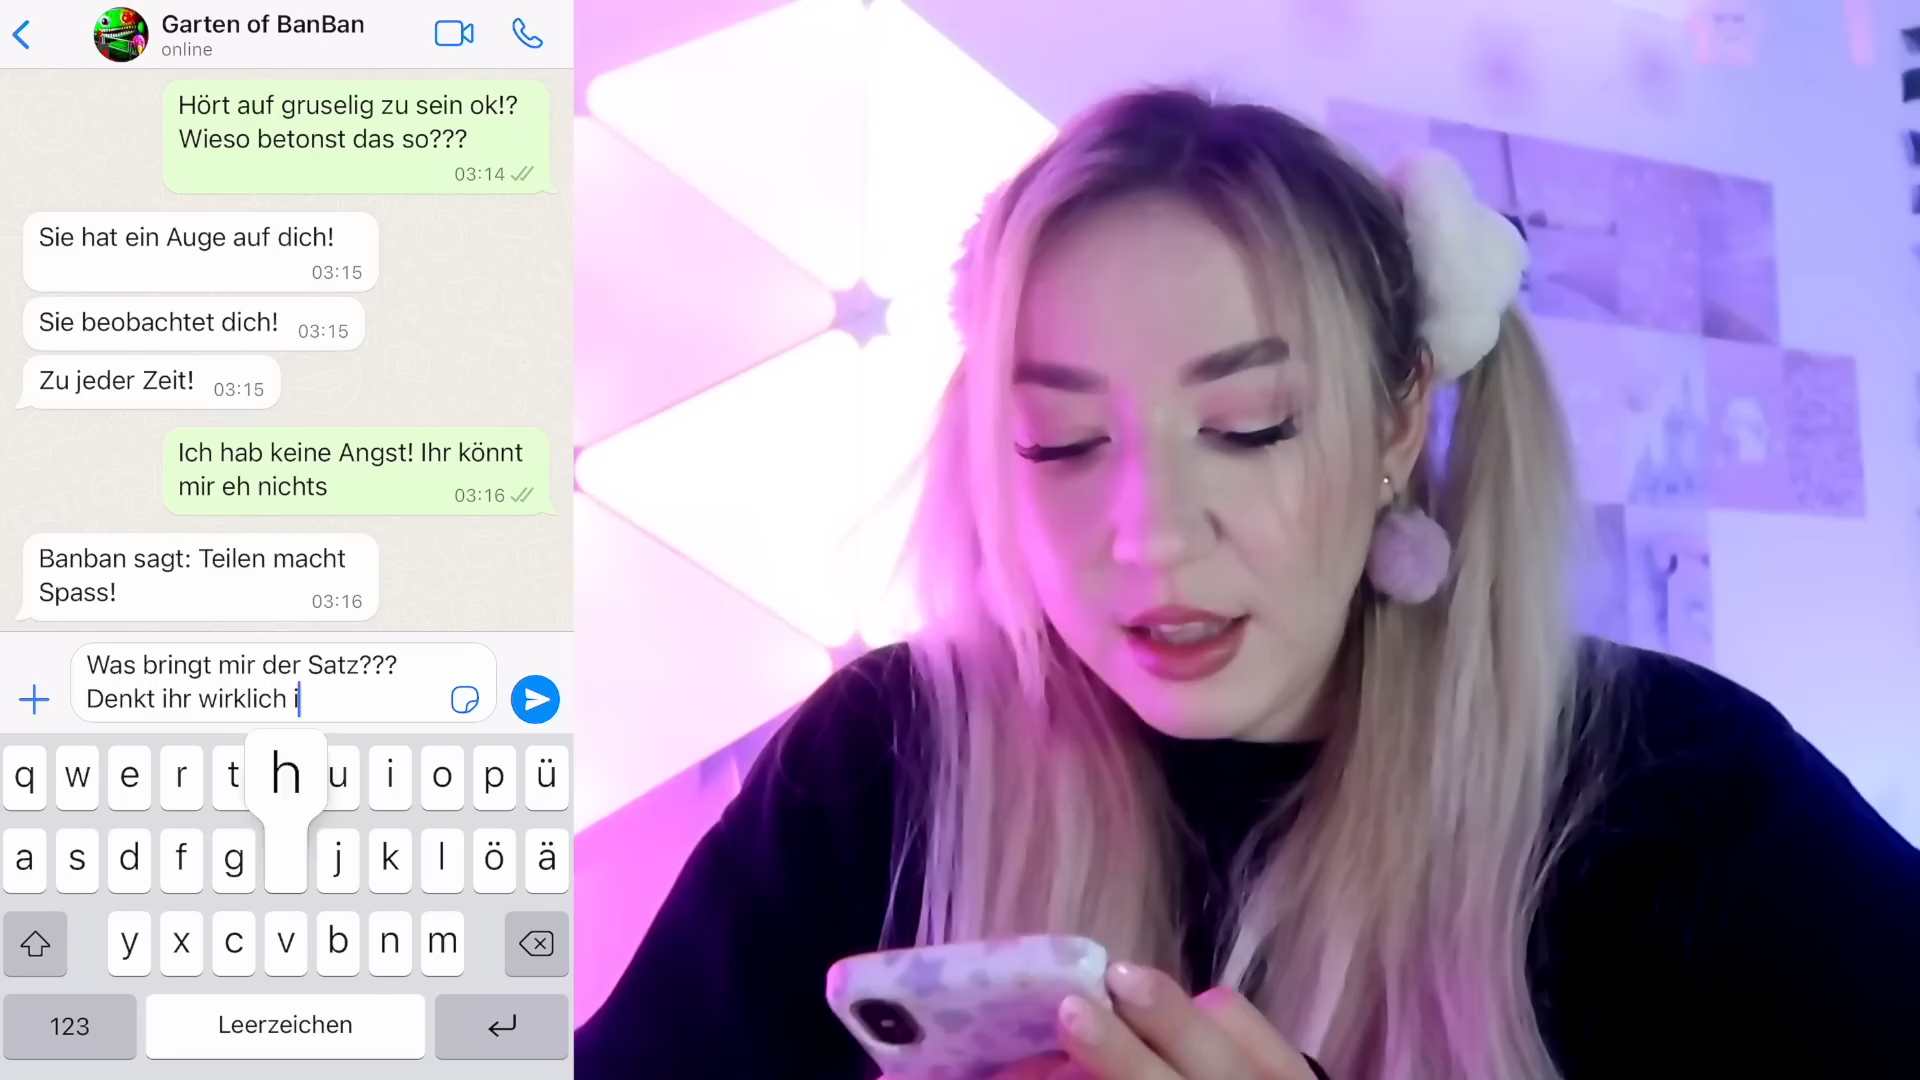 Garten of BanBan
online
Hört auf gruselig zu sein ok!?
Wieso betonst das so???
03:14
Sie hat ein Auge auf dich!
03:15
Sie beobachtet dich! 03:15
Zu jeder Zeit! 03:15
Ich hab keine Angst! Ihr könnt
mir eh nichts 03:16
Banban sagt: Teilen macht
Spass!
03:16
Was bringt mir der Satz???
Denkt ihr wirklich i
q w e r t h u i o p ü
a s d f g j k l ö ä
y x c v b n m
123 Leerzeichen